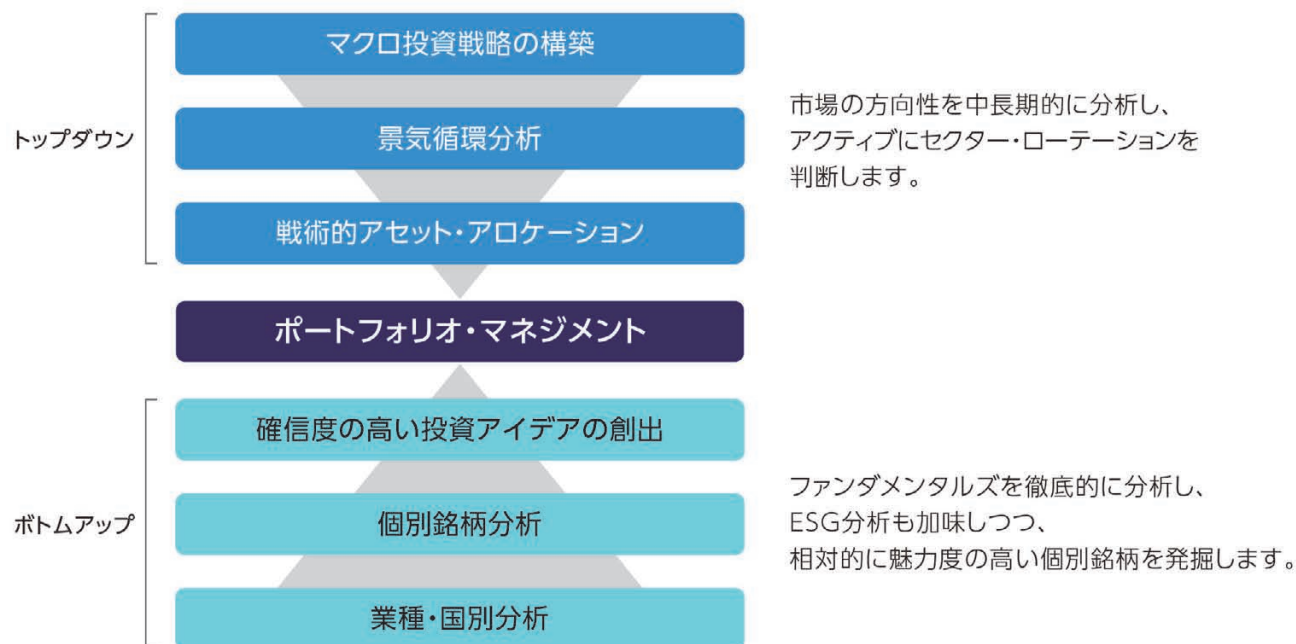 トップダウン
マクロ投資戦略の構築
景気循環分析
戦術的アセット・アロケーション
市場の方向性を中長期的に分析し、
アクティブにセクター・ローテーションを
判断します。
ポートフォリオ・マネジメント
ボトムアップ
確信度の高い投資アイデアの創出
個別銘柄分析
業種・国別分析
ファンダメンタルズを徹底的に分析し、
ESG分析も加味しつつ、
相対的に魅力度の高い個別銘柄を発掘します。